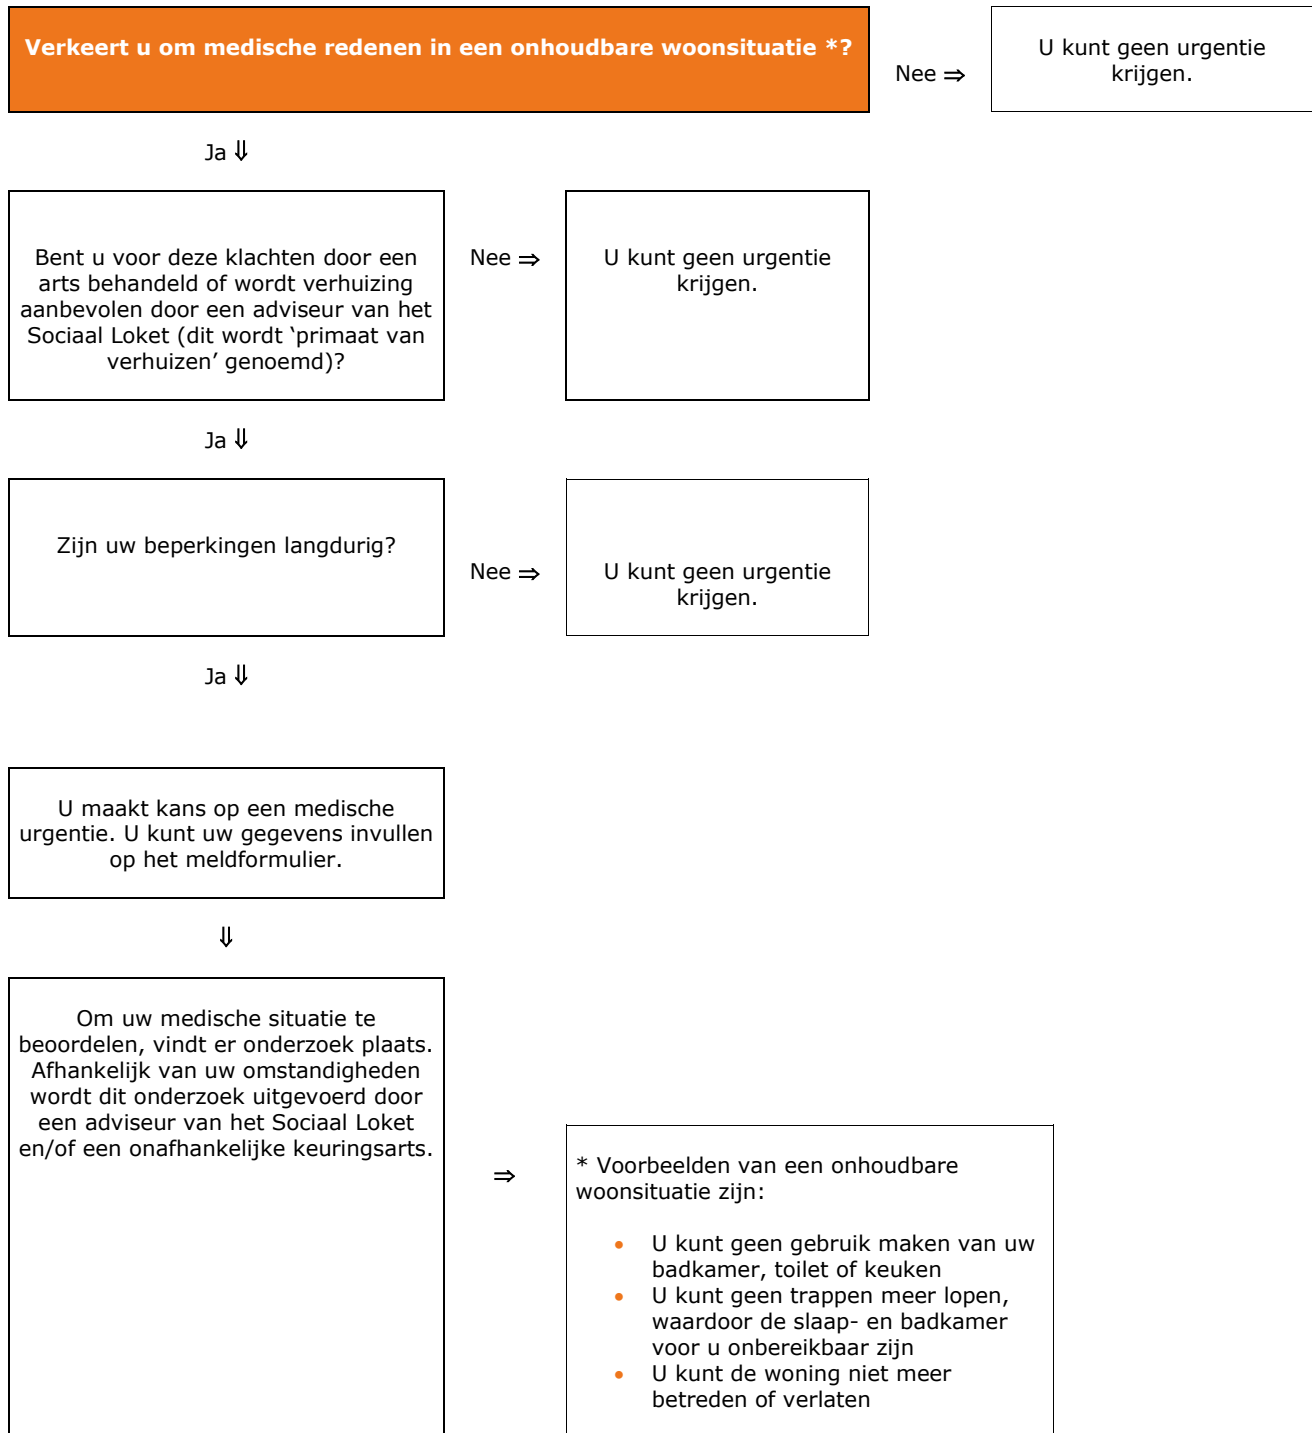 Verkeert u om medische redenen in een onhoudbare woonsituatie *?
Nee ⇒
U kunt geen urgentie
krijgen.
Ja ⇓
Bent u voor deze klachten door een
arts behandeld of wordt verhuizing
aanbevolen door een adviseur van het
Sociaal Loket (dit wordt ‘primaat van
verhuizen’ genoemd)?
Nee ⇒
U kunt geen urgentie
krijgen.
Ja ⇓
Zijn uw beperkingen langdurig?
Nee ⇒
U kunt geen urgentie
krijgen.
Ja ⇓
U maakt kans op een medische
urgentie. U kunt uw gegevens invullen
op het meldformulier.
⇓
Om uw medische situatie te
beoordelen, vindt er onderzoek plaats.
Afhankelijk van uw omstandigheden
wordt dit onderzoek uitgevoerd door
een adviseur van het Sociaal Loket
en/of een onafhankelijke keuringsarts.
⇒
* Voorbeelden van een onhoudbare
woonsituatie zijn:
• U kunt geen gebruik maken van uw
badkamer, toilet of keuken
• U kunt geen trappen meer lopen,
waardoor de slaap- en badkamer
voor u onbereikbaar zijn
• U kunt de woning niet meer
betreden of verlaten